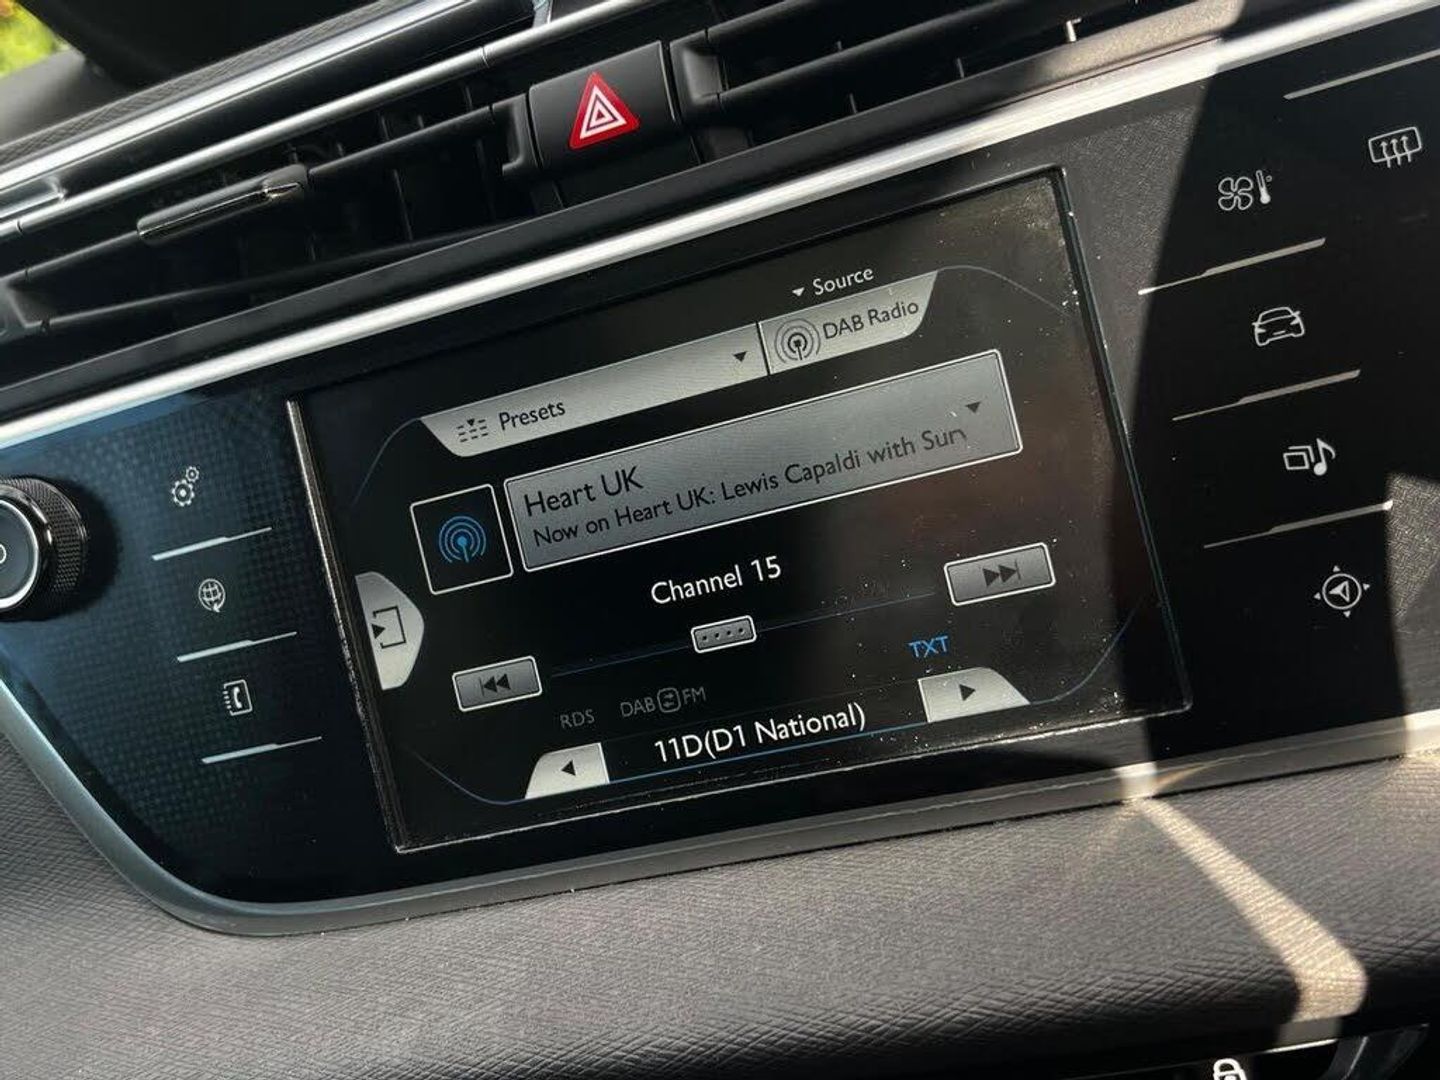 Source
Presets
DAB Radio
Heart UK
Now on Heart UK: Lewis Capaldi with Sun
Channel 15
TXT
RDS DAB FM
11D(D1 National)